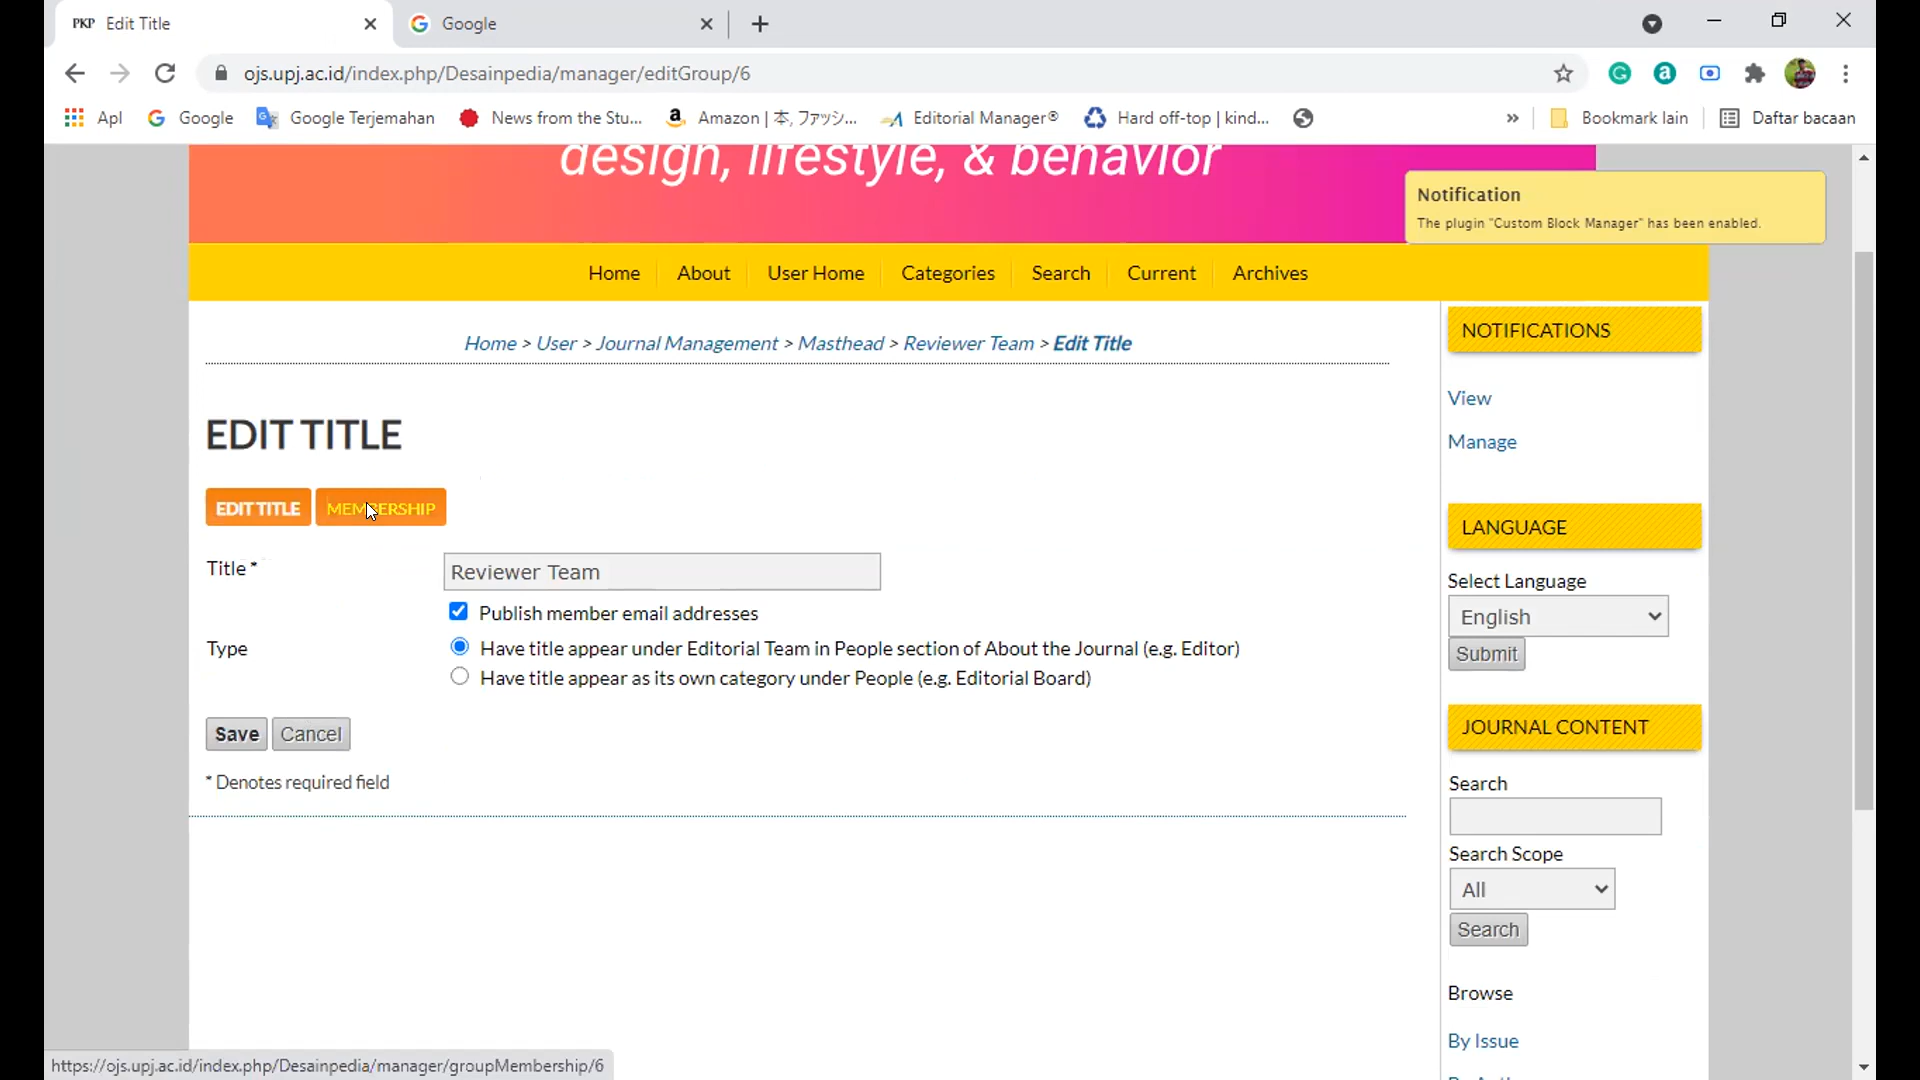 PKP Edit Title
Google
ojs.upj.ac.id/index.php/Desainpedia/manager/editGroup/6
Apl
Google
Google Terjemahan
News from the Stu...
Amazon | 本, ファッシ...
Editorial Manager®
Hard off-top | kind...
»
Bookmark lain
Daftar bacaan
design, lifestyle, & behavior
Notification
The plugin "Custom Block Manager" has been enabled.
Home
About
User Home
Categories
Search
Current
Archives
Home > User > Journal Management > Masthead > Reviewer Team > Edit Title
EDIT TITLE
EDIT TITLE
MEMBERSHIP
Title *
Reviewer Team
Publish member email addresses
Type
Have title appear under Editorial Team in People section of About the Journal (e.g. Editor)
Have title appear as its own category under People (e.g. Editorial Board)
Save
Cancel
* Denotes required field
NOTIFICATIONS
View
Manage
LANGUAGE
Select Language
English
Submit
JOURNAL CONTENT
Search
Search Scope
All
Search
Browse
By Issue
https://ojs.upj.ac.id/index.php/Desainpedia/manager/groupMembership/6